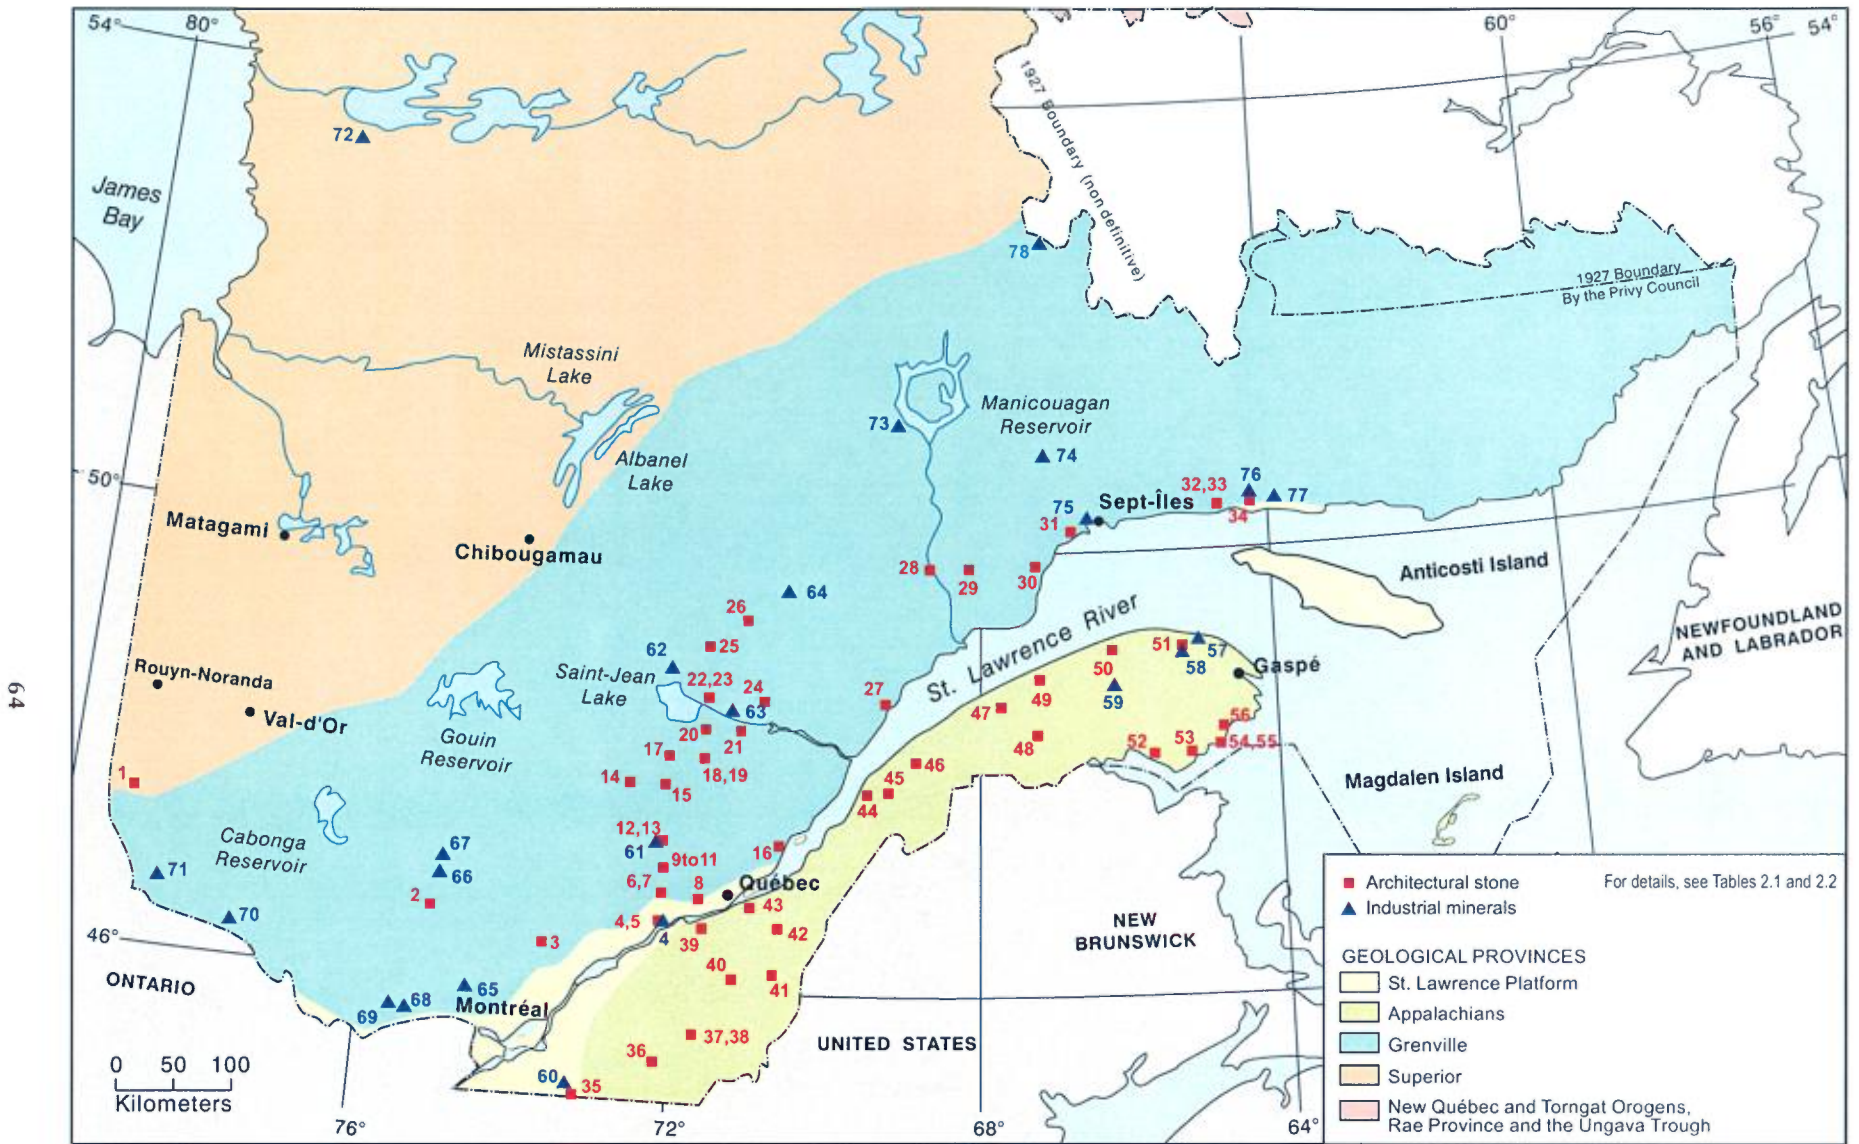 54°
80°
60°
56°
54°
1927 Boundary (non definitive)
72
James
Bay
78
1927 Boundary
By the Privy Council
Mistassini
Lake
Manicouagan
Reservoir
73
74
Albanel
Lake
50°
76
32,33
77
75
Sept-Îles
34
31
Matagami
Chibougamau
28
29
30
Anticosti Island
64
26
25
St. Lawrence River
NEWFOUNDLAND
AND LABRADOR
51
57
58
50
Gaspé
62
Saint-Jean
Lake
22,23
24
27
49
59
63
47
Rouyn-Noranda
Val-d'Or
64
Gouin
Reservoir
20
21
17
18,19
48
52
53
56
54,55
1
14
15
46
45
44
Magdalen Island
Cabonga
Reservoir
12,13
61
16
9to11
67
66
71
6,7
8
Québec
2
70
4,5
4
43
39
42
46°
3
NEW
BRUNSWICK
40
41
ONTARIO
65
68
69
Montréal
37,38
36
UNITED STATES
60
35
0 50 100
Kilometers
76°
72°
68°
64°
Architectural stone
For details, see Tables 2.1 and 2.2
Industrial minerals
GEOLOGICAL PROVINCES
St. Lawrence Platform
Appalachians
Grenville
Superior
New Québec and Torngat Orogens,
Rae Province and the Ungava Trough